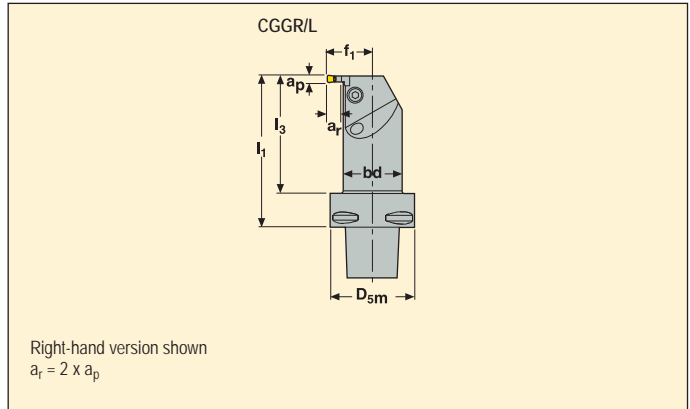 CGGR/L
f₁
aₚ
aᵣ
l₃
l₁
bd
D₅ₘ
Right-hand version shown
aᵣ = 2 x aₚ